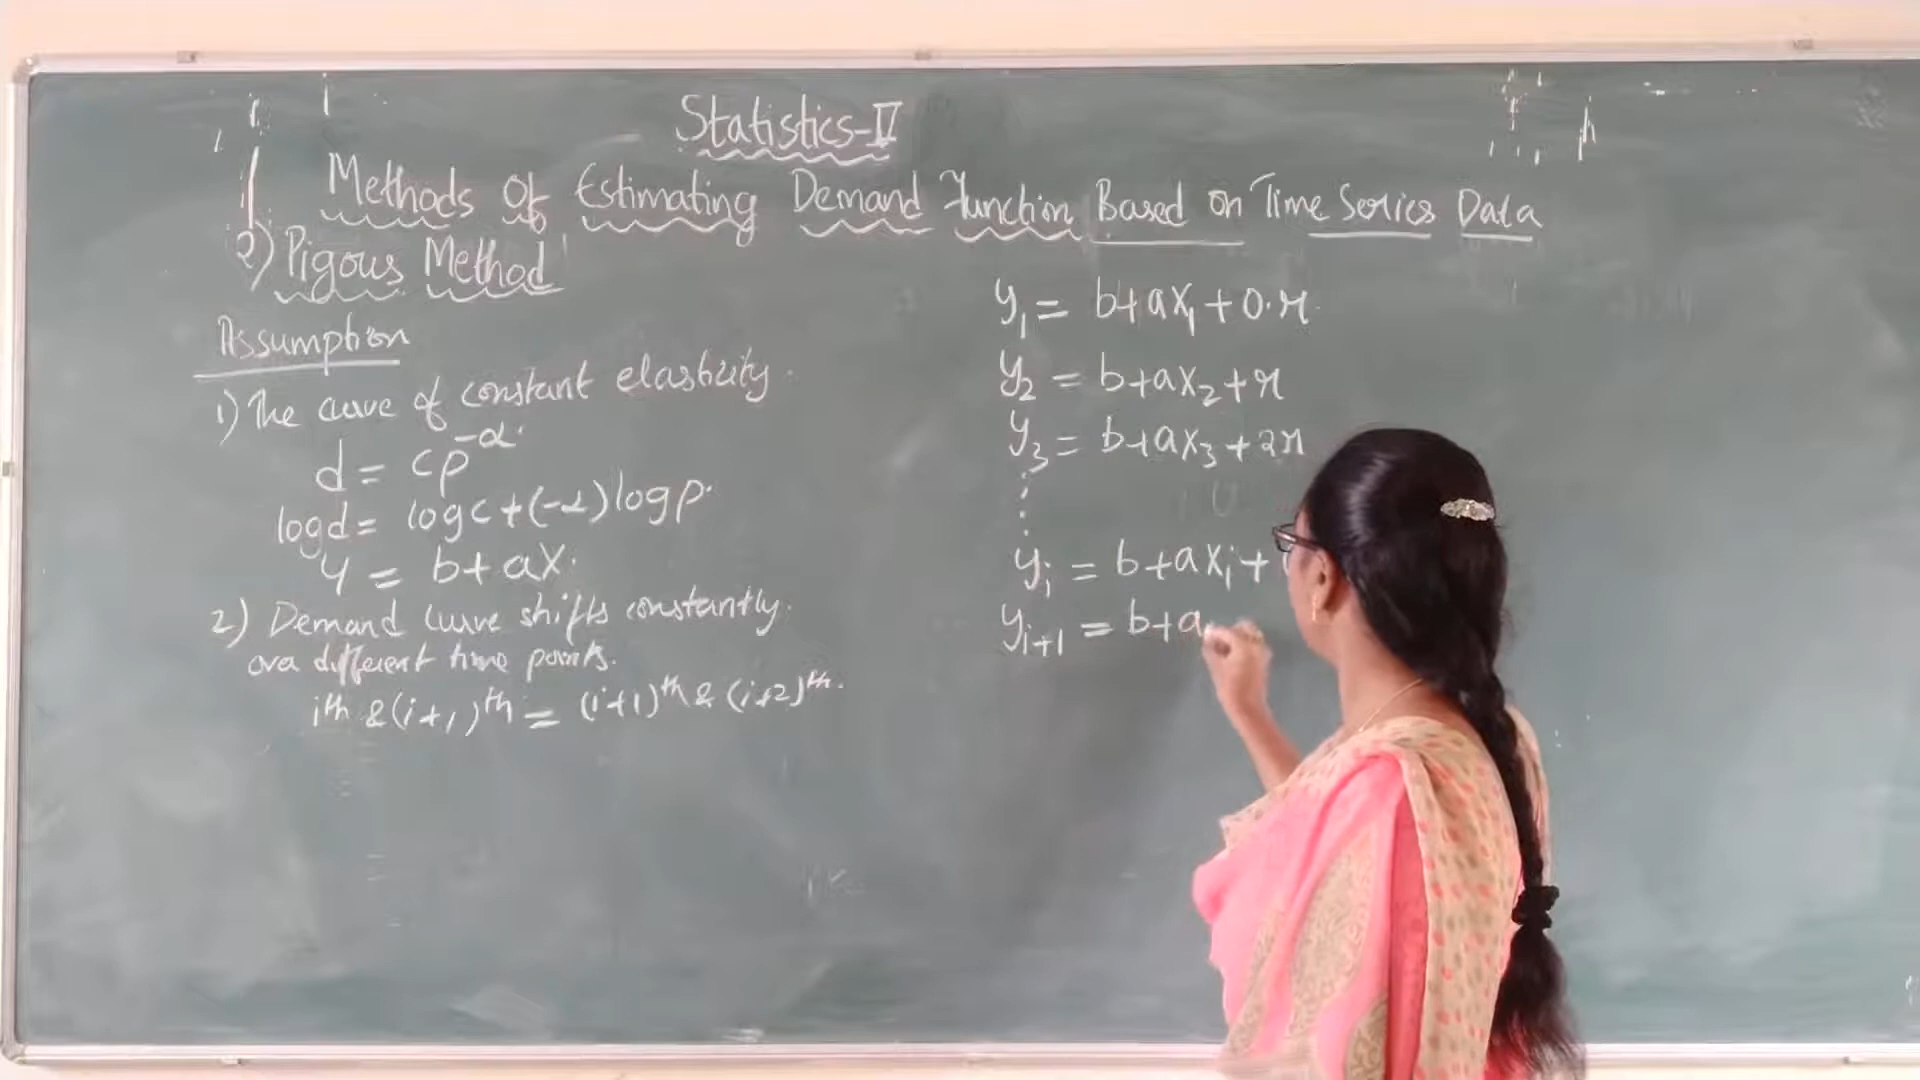 Statistics-IV
Methods Of Estimating Demand Function Based on Time Series Data
2) Pigous Method
Assumption
1) The curve of constant elasticity.
d = cp^-α.
log d = log c + (-α) log p.
Y = b + aX.
2) Demand curve shifts constantly.
over different time points.
i^th & (i+1)^th = (i+1)^th & (i+2)^th.
y₁ = b+ax₁ + 0.r
y₂ = b+ax₂+r
y₃ = b+ax₃ + 2r
yᵢ = b+axᵢ +
yᵢ₊₁ = b+a